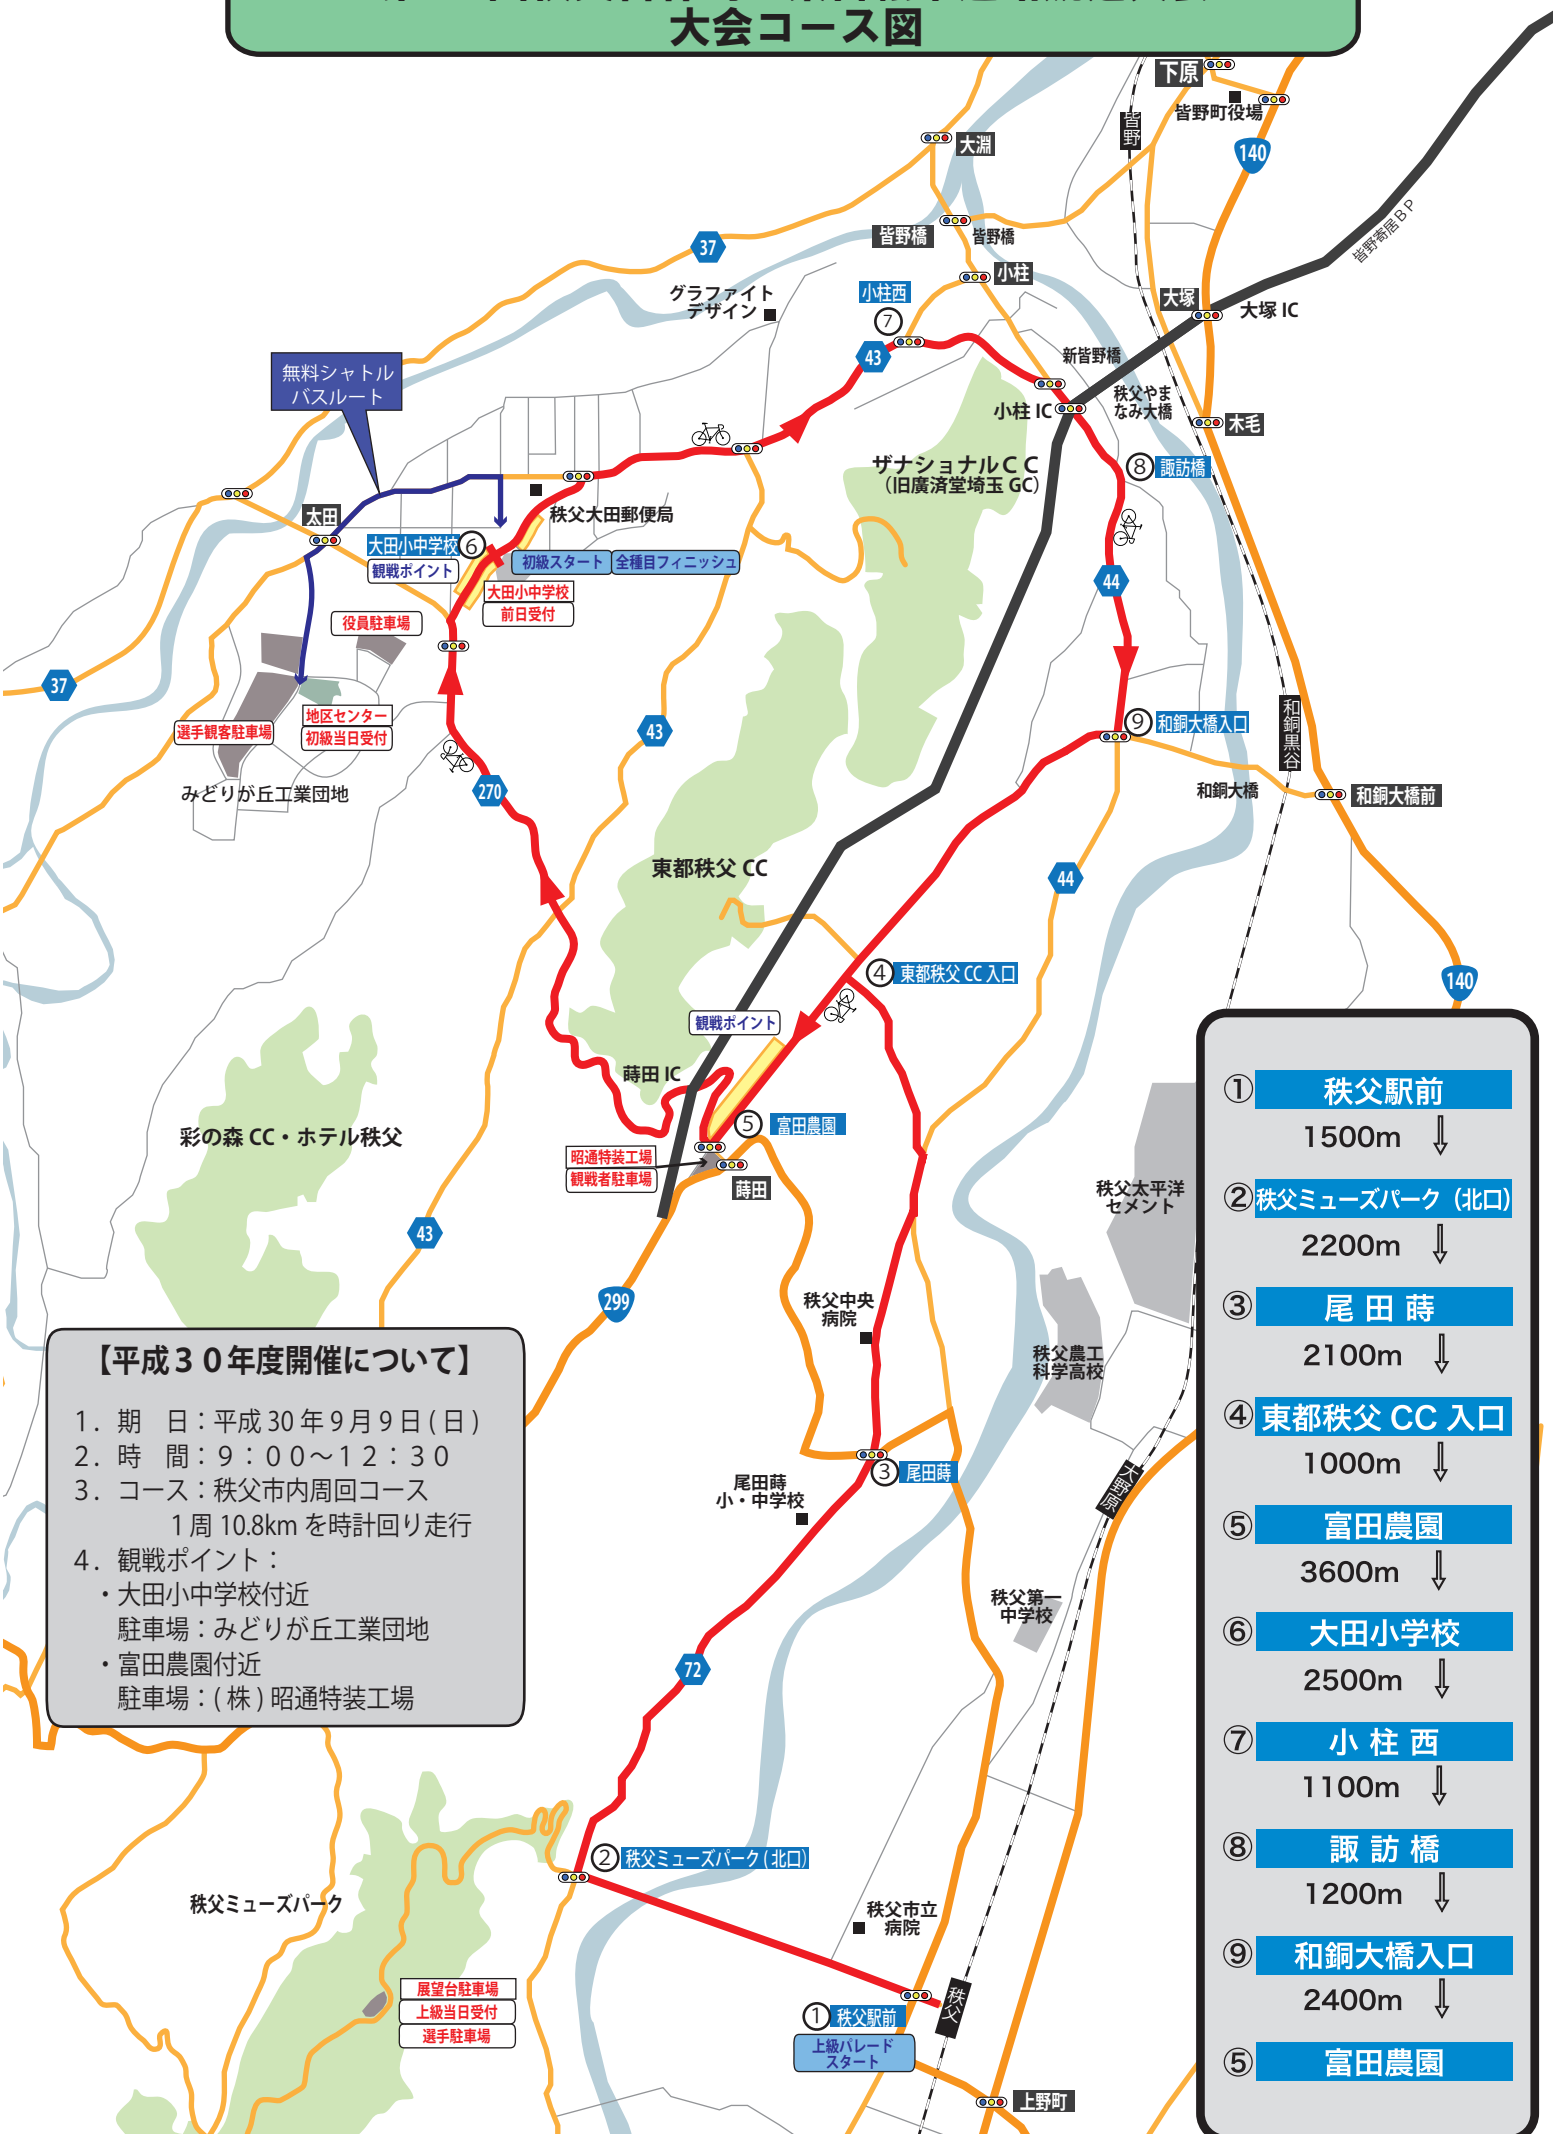 大会コース図
下原
皆野町役場
皆野
140
大淵
皆野寄居ＢＰ
皆野橋
皆野橋
37
小柱
グラファイト
デザイン
小柱西
⑦
大塚
大塚 IC
43
新皆野橋
無料シャトル
バスルート
小柱 IC
秩父やま
なみ大橋
木毛
ザナショナルＣＣ
（旧廣済堂埼玉 GC）
⑧
諏訪橋
太田
秩父大田郵便局
大田小中学校
⑥
観戦ポイント
初級スタート
全種目フィニッシュ
大田小中学校
前日受付
44
役員駐車場
37
地区センター
初級当日受付
選手観客駐車場
みどりが丘工業団地
43
270
⑨
和銅大橋入口
和銅黒谷
和銅大橋
和銅大橋前
東都秩父 CC
44
④
東都秩父 CC 入口
140
観戦ポイント
蒔田 IC
⑤
富田農園
彩の森 CC・ホテル秩父
昭通特装工場
観戦者駐車場
蒔田
秩父太平洋
セメント
43
299
秩父中央
病院
秩父農工
科学高校
【平成３０年度開催について】
1．期　日：平成 30 年 9 月 9 日 ( 日 )
2．時　間：９：００～１２：３０
3．コース：秩父市内周回コース
１周 10.8km を時計回り走行
4．観戦ポイント：
・大田小中学校付近
駐車場：みどりが丘工業団地
・富田農園付近
駐車場：( 株 ) 昭通特装工場
尾田蒔
小・中学校
③
尾田蒔
大野原
秩父第一
中学校
72
②
秩父ミューズパーク ( 北口)
秩父ミューズパーク
秩父市立
病院
展望台駐車場
上級当日受付
選手駐車場
①
秩父駅前
秩父
上級パレード
スタート
上野町
① 秩父駅前
1500m ⇩
② 秩父ミューズパーク（北口）
2200m ⇩
③ 尾 田 蒔
2100m ⇩
④ 東都秩父 CC 入口
1000m ⇩
⑤ 富田農園
3600m ⇩
⑥ 大田小学校
2500m ⇩
⑦ 小 柱 西
1100m ⇩
⑧ 諏 訪 橋
1200m ⇩
⑨ 和銅大橋入口
2400m ⇩
⑤ 富田農園